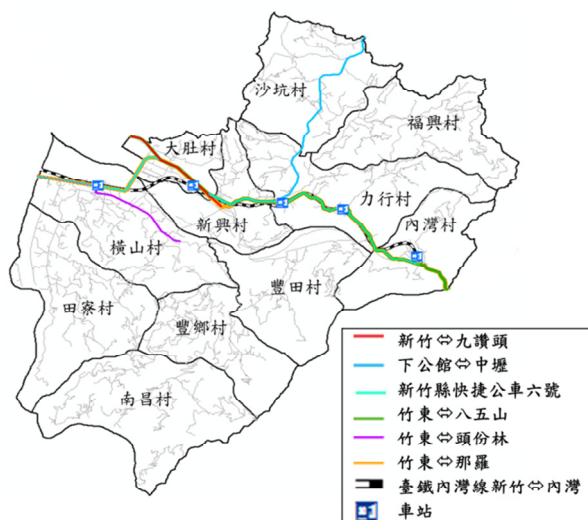 沙坑村
福興村
大肚村
力行村
內灣村
新興村
橫山村
豐田村
田寮村
豐鄉村
南昌村
新竹⇔九讚頭
下公館⇔中壢
新竹縣快捷公車六號
竹東⇔八五山
竹東⇔頭份林
竹東⇔那羅
臺鐵內灣線新竹⇔內灣
車站